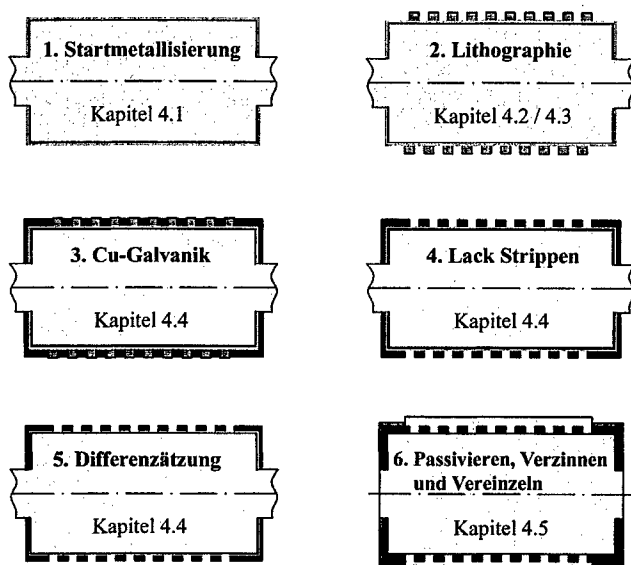 1. Startmetallisierung
Kapitel 4.1
2. Lithographie
Kapitel 4.2 / 4.3
3. Cu-Galvanik
Kapitel 4.4
4. Lack Strippen
Kapitel 4.4
5. Differenzätzung
Kapitel 4.4
6. Passivieren, Verzinnen
und Vereinzeln
Kapitel 4.5